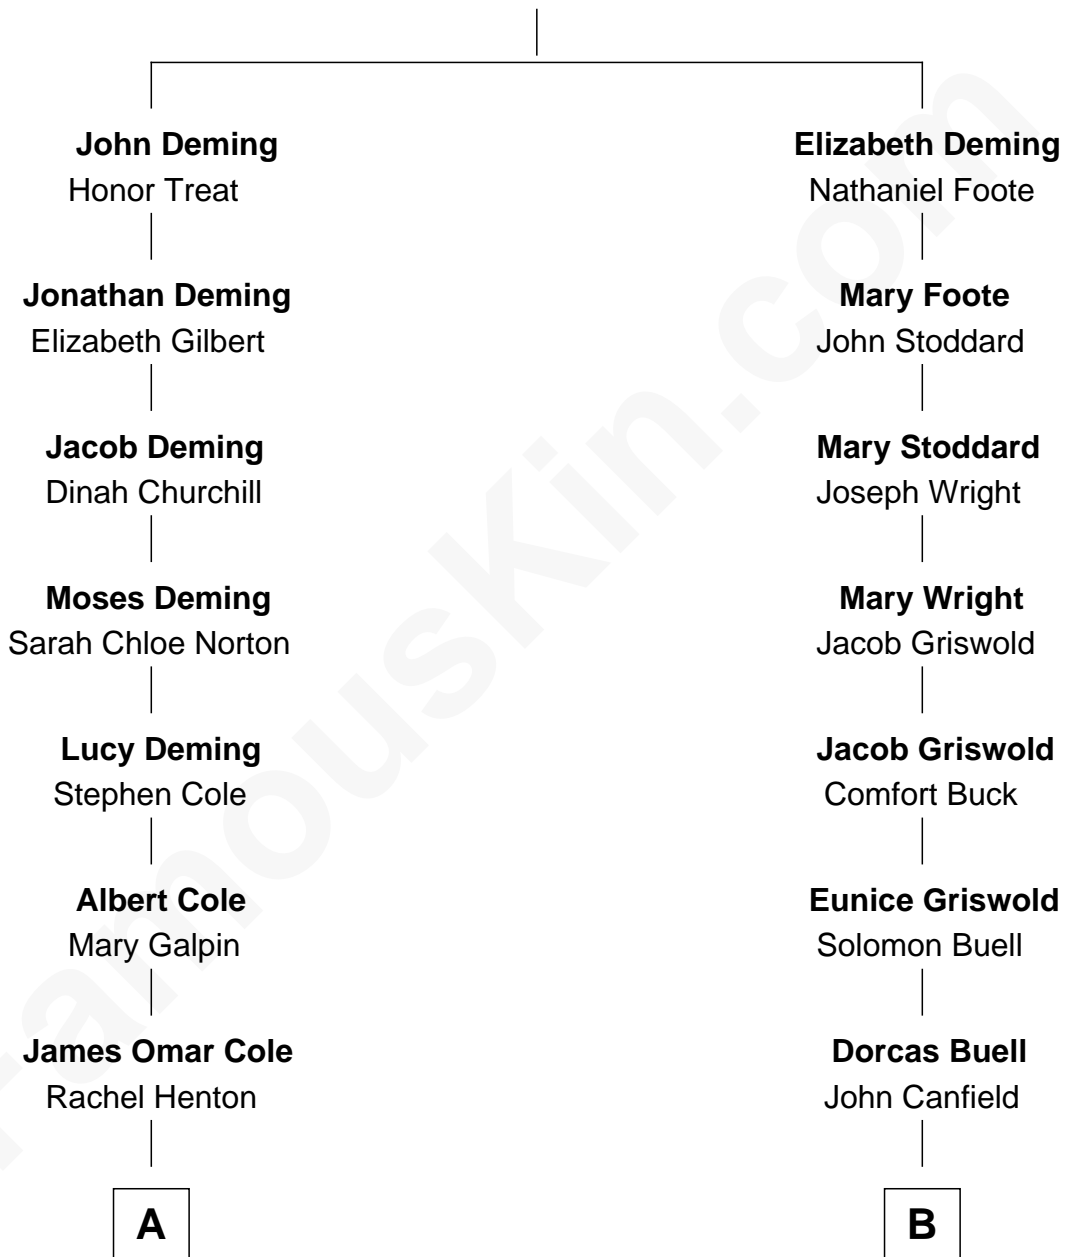 John Deming
Honor Treat
Jonathan Deming
Elizabeth Gilbert
Jacob Deming
Dinah Churchill
Moses Deming
Sarah Chloe Norton
Lucy Deming
Stephen Cole
Albert Cole
Mary Galpin
James Omar Cole
Rachel Henton
A
Elizabeth Deming
Nathaniel Foote
Mary Foote
John Stoddard
Mary Stoddard
Joseph Wright
Mary Wright
Jacob Griswold
Jacob Griswold
Comfort Buck
Eunice Griswold
Solomon Buell
Dorcas Buell
John Canfield
B
FamousKin.com